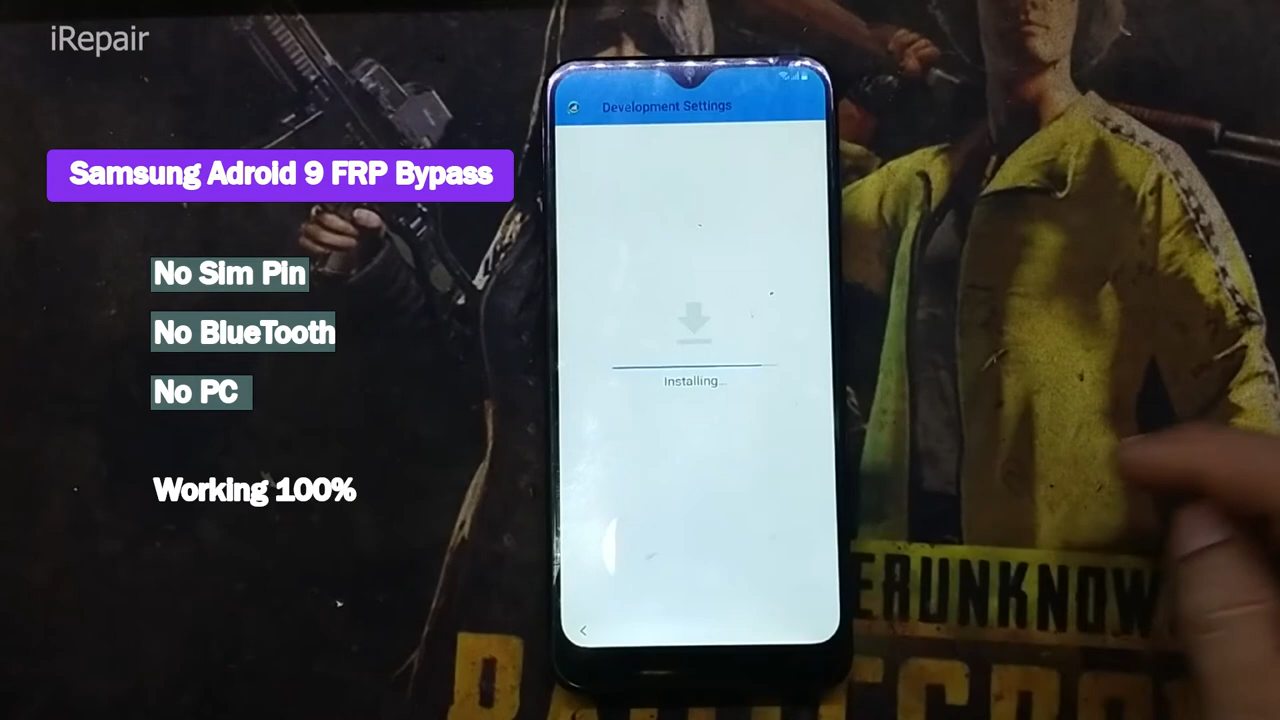 iRepair
Development Settings
Samsung Adroid 9 FRP Bypass
No Sim Pin
No BlueTooth
No PC
Installing...
Working 100%
ERUNKNOW